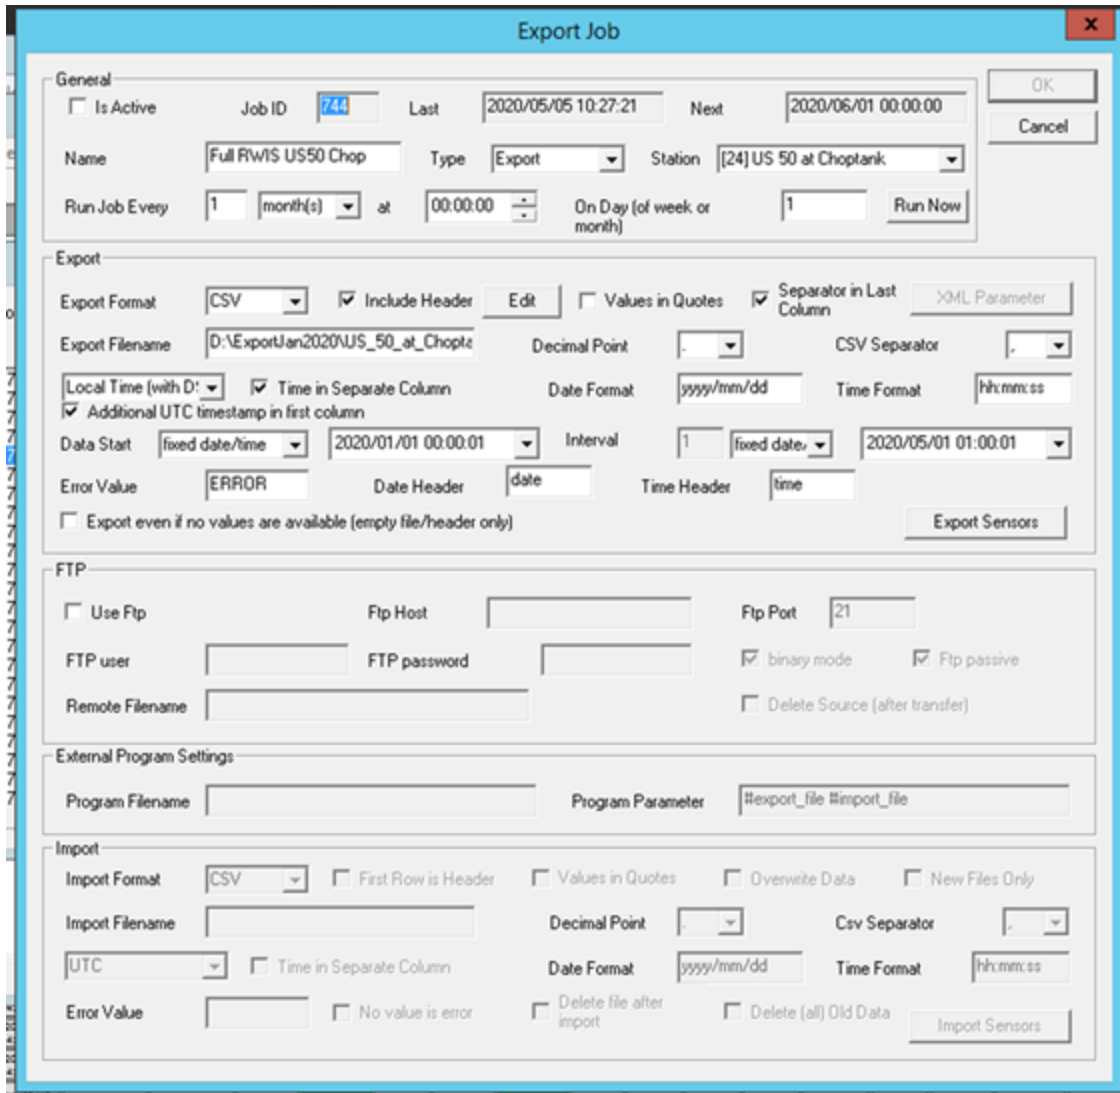 Export Job
x
General
Is Active Job ID 744 Last 2020/05/05 10:27:21 Next 2020/06/01 00:00:00
OK
Cancel
Name Full RWIS US50 Chop Type Export Station [24] US 50 at Choptank
Run Job Every 1 month(s) at 00:00:00 On Day (of week or month) 1 Run Now
Export
Export Format CSV Include Header Edit Values in Quotes Separator in Last Column XML Parameter
Export Filename D:\ExportJan2020\US_50_at_Chopta Decimal Point . CSV Separator ,
Local Time (with D Time in Separate Column Date Format yyyy/mm/dd Time Format hh:mm:ss
Additional UTC timestamp in first column
Data Start fixed date/time 2020/01/01 00:00:01 Interval 1 fixed date, 2020/05/01 01:00:01
Error Value ERROR Date Header date Time Header time
Export even if no values are available (empty file/header only) Export Sensors
FTP
Use Ftp Ftp Host Ftp Port 21
FTP user FTP password binary mode Ftp passive
Remote Filename Delete Source (after transfer)
External Program Settings
Program Filename Program Parameter #export_file #import_file
Import
Import Format CSV First Row is Header Values in Quotes Overwrite Data New Files Only
Import Filename Decimal Point . Csv Separator ,
UTC Time in Separate Column Date Format yyyy/mm/dd Time Format hh:mm:ss
Error Value No value is error Delete file after import Delete (all) Old Data Import Sensors